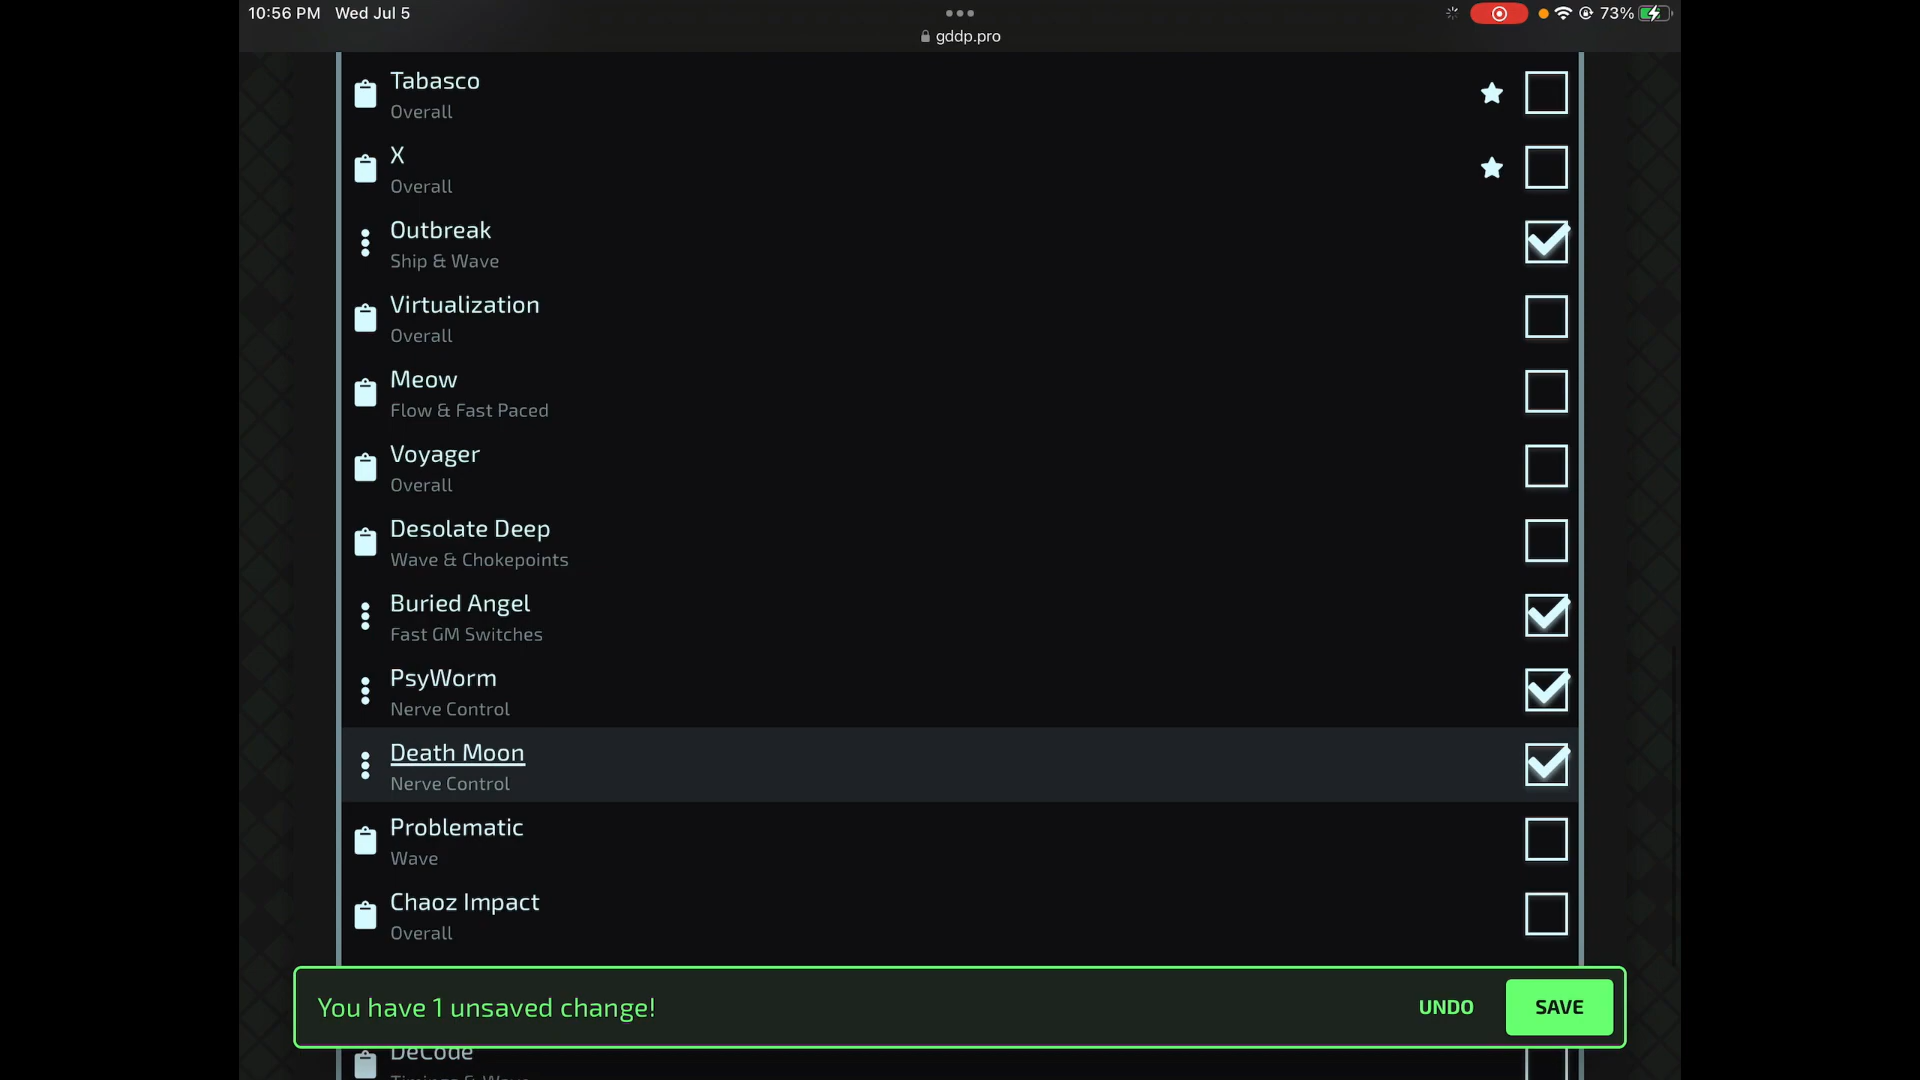 10:56 PM Wed Jul 5
73%
gddp.pro
Tabasco
Overall
X
Overall
Outbreak
Ship & Wave
Virtualization
Overall
Meow
Flow & Fast Paced
Voyager
Overall
Desolate Deep
Wave & Chokepoints
Buried Angel
Fast GM Switches
PsyWorm
Nerve Control
Death Moon
Nerve Control
Problematic
Wave
Chaoz Impact
Overall
You have 1 unsaved change!
UNDO
SAVE
DeCode
Timings & Wave